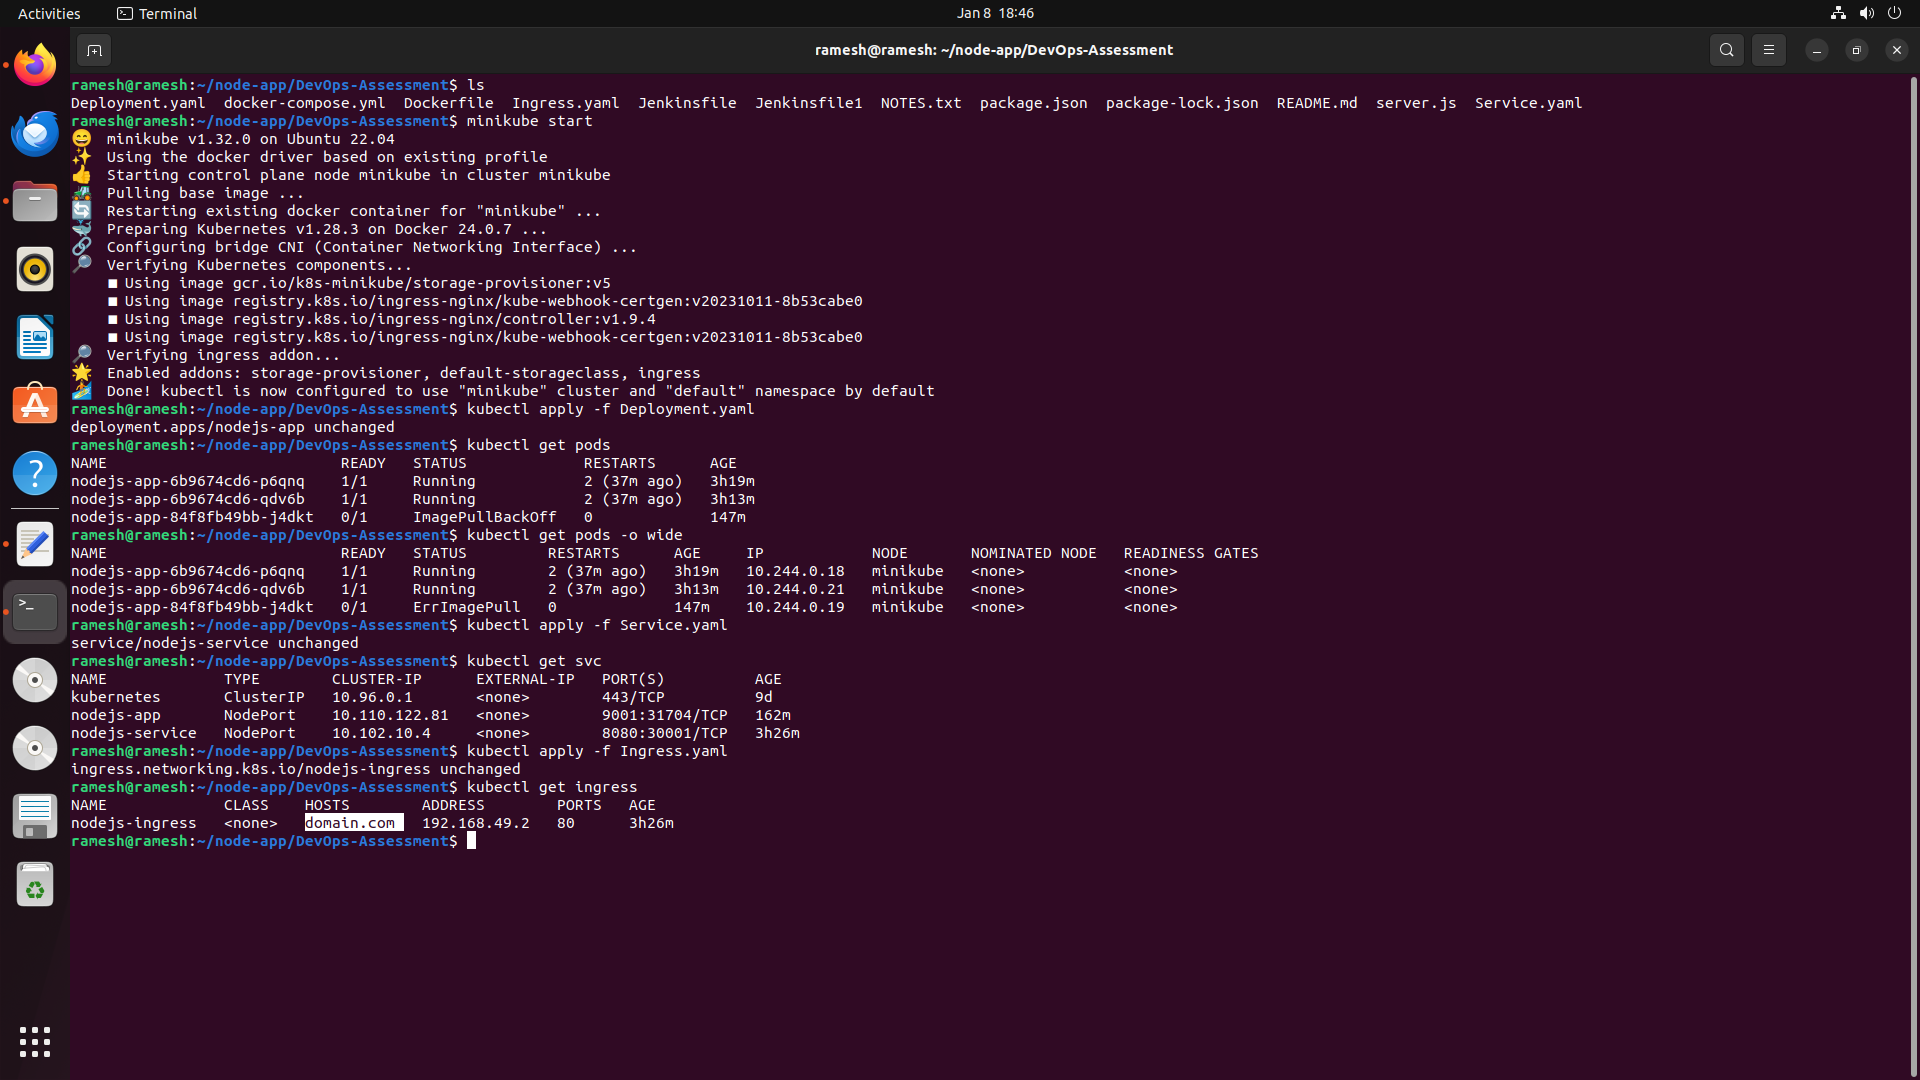 Activities Terminal Jan 8 18:46
ramesh@ramesh: ~/node-app/DevOps-Assessment
ramesh@ramesh:~/node-app/DevOps-Assessment$ ls
Deployment.yaml docker-compose.yml Dockerfile Ingress.yaml Jenkinsfile Jenkinsfile1 NOTES.txt package.json package-lock.json README.md server.js Service.yaml
ramesh@ramesh:~/node-app/DevOps-Assessment$ minikube start
minikube v1.32.0 on Ubuntu 22.04
Using the docker driver based on existing profile
Starting control plane node minikube in cluster minikube
Pulling base image ...
Restarting existing docker container for "minikube" ...
Preparing Kubernetes v1.28.3 on Docker 24.0.7 ...
Configuring bridge CNI (Container Networking Interface) ...
Verifying Kubernetes components...
■ Using image gcr.io/k8s-minikube/storage-provisioner:v5
■ Using image registry.k8s.io/ingress-nginx/kube-webhook-certgen:v20231011-8b53cabe0
■ Using image registry.k8s.io/ingress-nginx/controller:v1.9.4
■ Using image registry.k8s.io/ingress-nginx/kube-webhook-certgen:v20231011-8b53cabe0
Verifying ingress addon...
Enabled addons: storage-provisioner, default-storageclass, ingress
Done! kubectl is now configured to use "minikube" cluster and "default" namespace by default
ramesh@ramesh:~/node-app/DevOps-Assessment$ kubectl apply -f Deployment.yaml
deployment.apps/nodejs-app unchanged
ramesh@ramesh:~/node-app/DevOps-Assessment$ kubectl get pods
NAME READY STATUS RESTARTS AGE
nodejs-app-6b9674cd6-p6qnq 1/1 Running 2 (37m ago) 3h19m
nodejs-app-6b9674cd6-qdv6b 1/1 Running 2 (37m ago) 3h13m
nodejs-app-84f8fb49bb-j4dkt 0/1 ImagePullBackOff 0 147m
ramesh@ramesh:~/node-app/DevOps-Assessment$ kubectl get pods -o wide
NAME READY STATUS RESTARTS AGE IP NODE NOMINATED NODE READINESS GATES
nodejs-app-6b9674cd6-p6qnq 1/1 Running 2 (37m ago) 3h19m 10.244.0.18 minikube <none> <none>
nodejs-app-6b9674cd6-qdv6b 1/1 Running 2 (37m ago) 3h13m 10.244.0.21 minikube <none> <none>
nodejs-app-84f8fb49bb-j4dkt 0/1 ErrImagePull 0 147m 10.244.0.19 minikube <none> <none>
ramesh@ramesh:~/node-app/DevOps-Assessment$ kubectl apply -f Service.yaml
service/nodejs-service unchanged
ramesh@ramesh:~/node-app/DevOps-Assessment$ kubectl get svc
NAME TYPE CLUSTER-IP EXTERNAL-IP PORT(S) AGE
kubernetes ClusterIP 10.96.0.1 <none> 443/TCP 9d
nodejs-app NodePort 10.110.122.81 <none> 9001:31704/TCP 162m
nodejs-service NodePort 10.102.10.4 <none> 8080:30001/TCP 3h26m
ramesh@ramesh:~/node-app/DevOps-Assessment$ kubectl apply -f Ingress.yaml
ingress.networking.k8s.io/nodejs-ingress unchanged
ramesh@ramesh:~/node-app/DevOps-Assessment$ kubectl get ingress
NAME CLASS HOSTS ADDRESS PORTS AGE
nodejs-ingress <none> domain.com 192.168.49.2 80 3h26m
ramesh@ramesh:~/node-app/DevOps-Assessment$